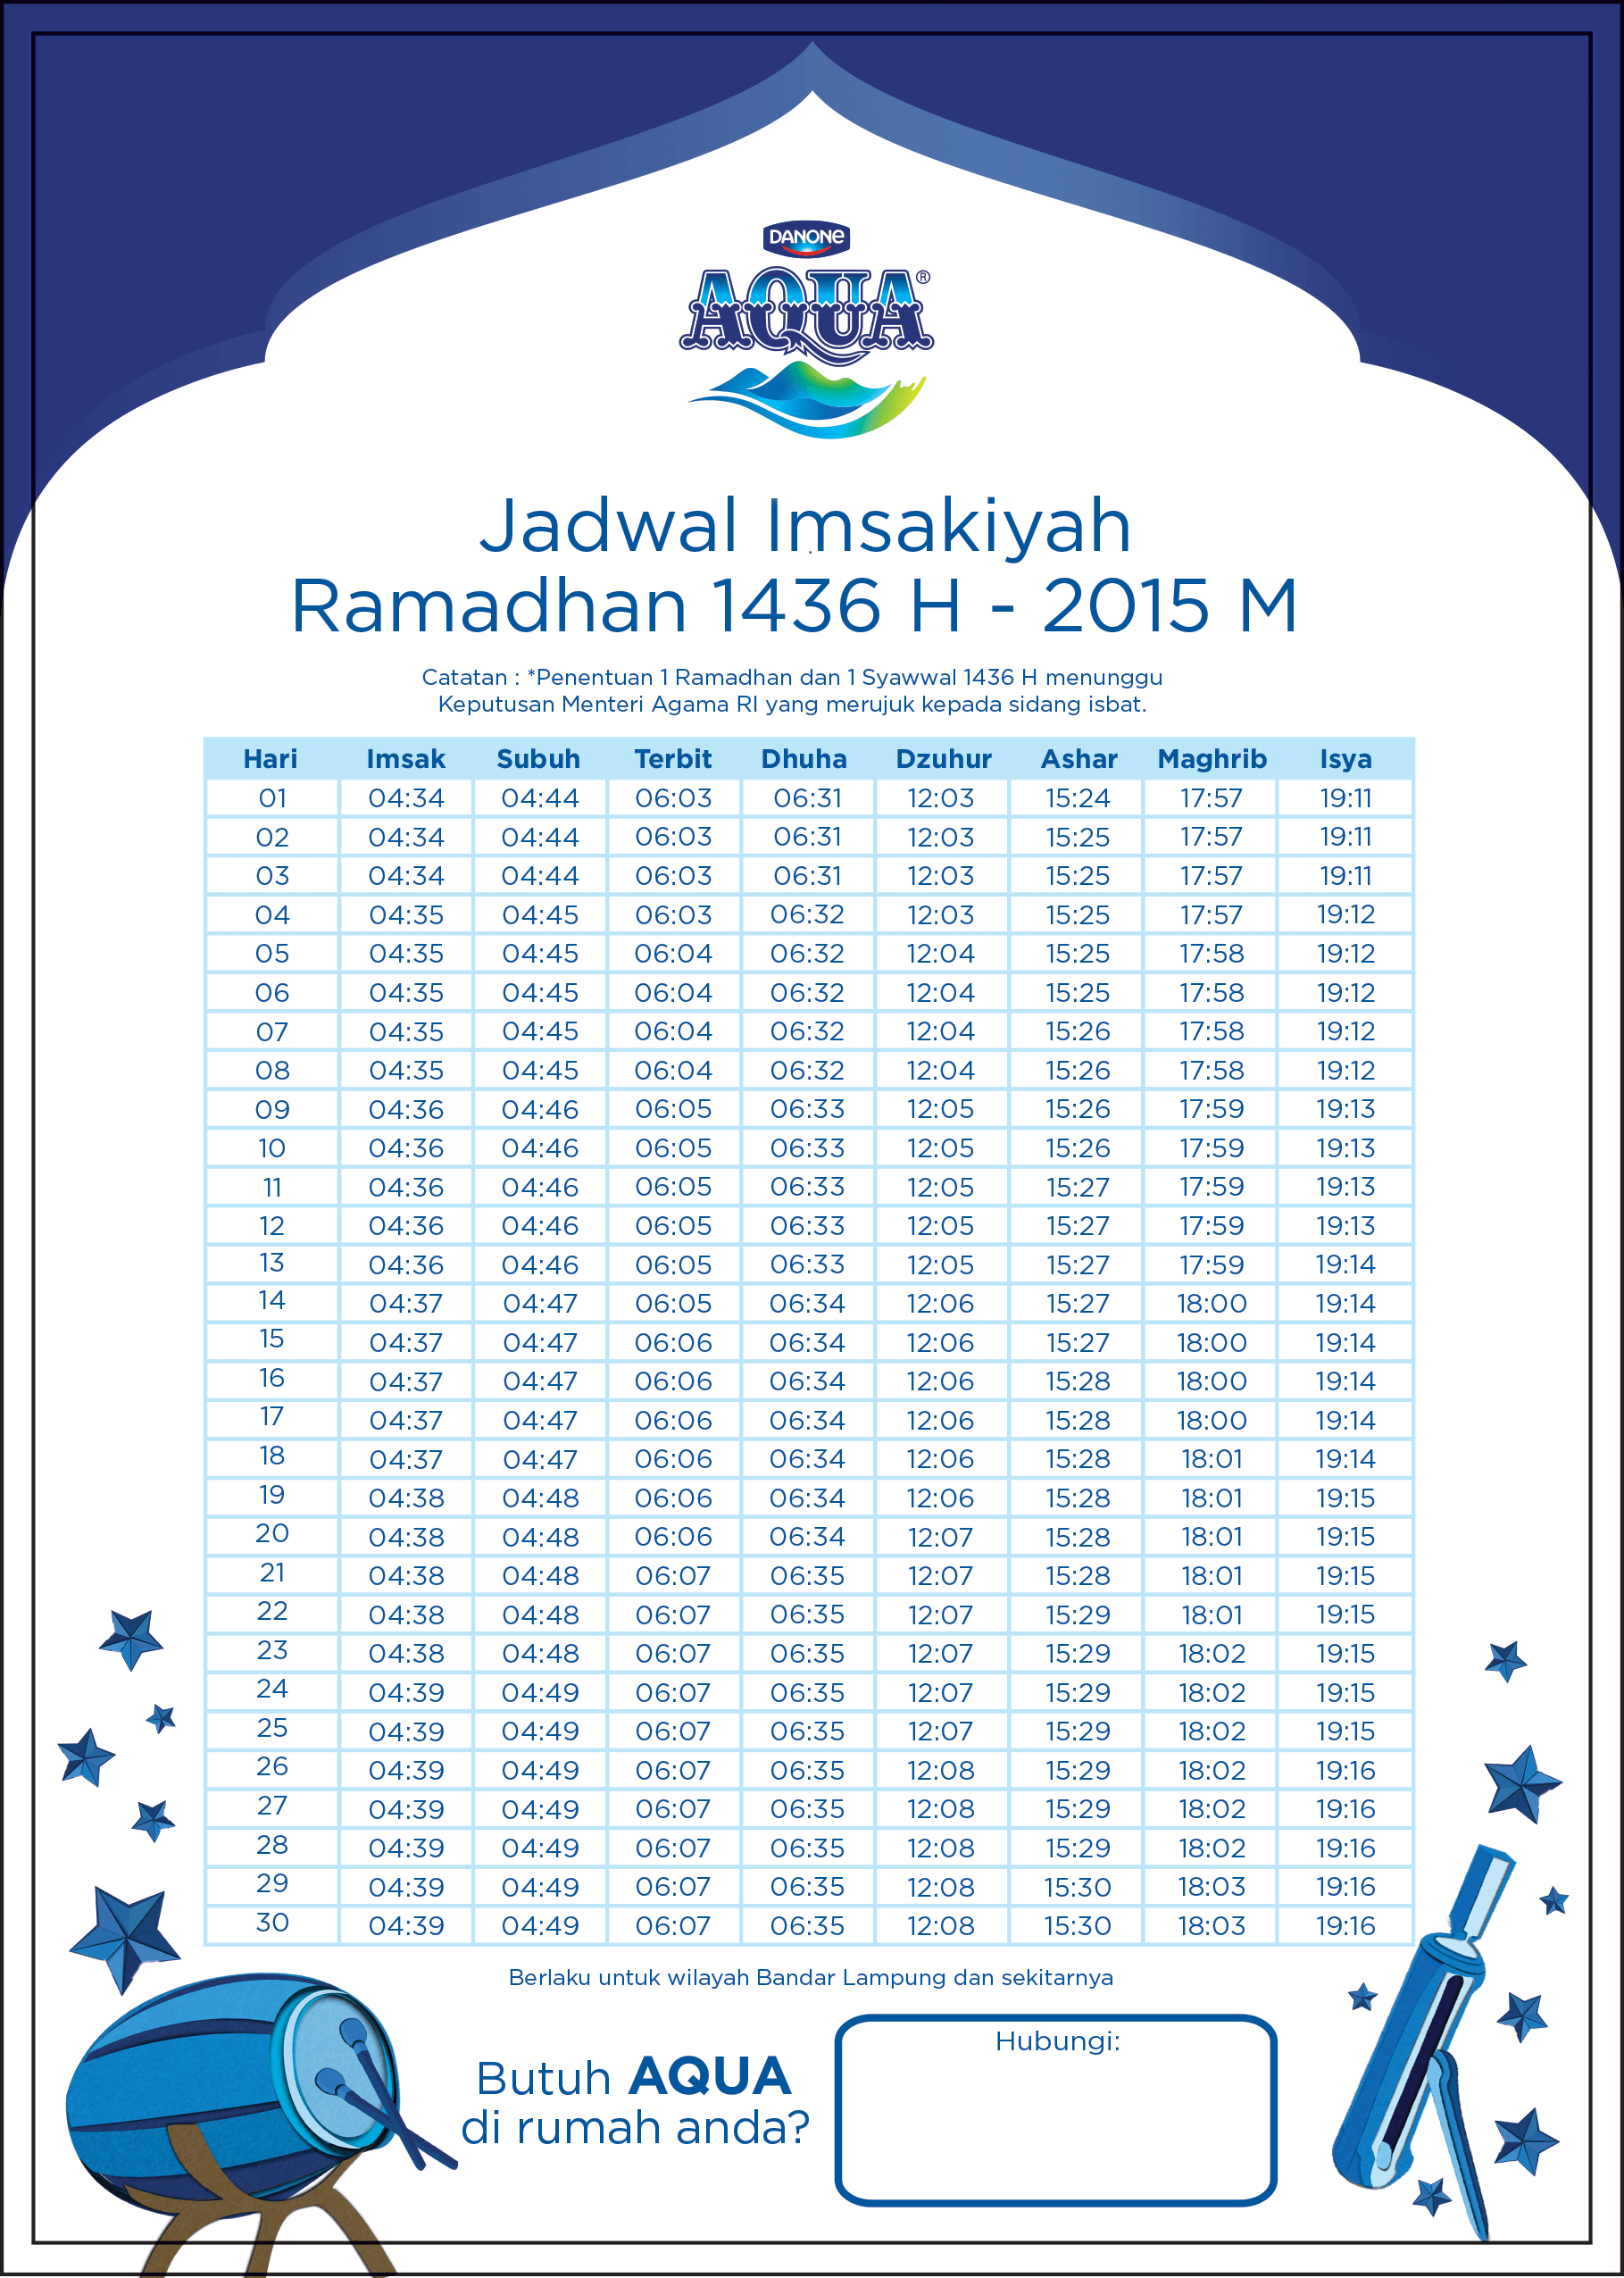 DANONE
AQUA®
Jadwal Imsakiyah
Ramadhan 1436 H - 2015 M
Catatan : *Penentuan 1 Ramadhan dan 1 Syawwal 1436 H menunggu
Keputusan Menteri Agama RI yang merujuk kepada sidang isbat.
Hari Imsak Subuh Terbit Dhuha Dzuhur Ashar Maghrib Isya
01 04:34 04:44 06:03 06:31 12:03 15:24 17:57 19:11
02 04:34 04:44 06:03 06:31 12:03 15:25 17:57 19:11
03 04:34 04:44 06:03 06:31 12:03 15:25 17:57 19:11
04 04:35 04:45 06:03 06:32 12:03 15:25 17:57 19:12
05 04:35 04:45 06:04 06:32 12:04 15:25 17:58 19:12
06 04:35 04:45 06:04 06:32 12:04 15:25 17:58 19:12
07 04:35 04:45 06:04 06:32 12:04 15:26 17:58 19:12
08 04:35 04:45 06:04 06:32 12:04 15:26 17:58 19:12
09 04:36 04:46 06:05 06:33 12:05 15:26 17:59 19:13
10 04:36 04:46 06:05 06:33 12:05 15:26 17:59 19:13
11 04:36 04:46 06:05 06:33 12:05 15:27 17:59 19:13
12 04:36 04:46 06:05 06:33 12:05 15:27 17:59 19:13
13 04:36 04:46 06:05 06:33 12:05 15:27 17:59 19:14
14 04:37 04:47 06:05 06:34 12:06 15:27 18:00 19:14
15 04:37 04:47 06:06 06:34 12:06 15:27 18:00 19:14
16 04:37 04:47 06:06 06:34 12:06 15:28 18:00 19:14
17 04:37 04:47 06:06 06:34 12:06 15:28 18:00 19:14
18 04:37 04:47 06:06 06:34 12:06 15:28 18:01 19:14
19 04:38 04:48 06:06 06:34 12:06 15:28 18:01 19:15
20 04:38 04:48 06:06 06:34 12:07 15:28 18:01 19:15
21 04:38 04:48 06:07 06:35 12:07 15:28 18:01 19:15
22 04:38 04:48 06:07 06:35 12:07 15:29 18:01 19:15
23 04:38 04:48 06:07 06:35 12:07 15:29 18:02 19:15
24 04:39 04:49 06:07 06:35 12:07 15:29 18:02 19:15
25 04:39 04:49 06:07 06:35 12:07 15:29 18:02 19:15
26 04:39 04:49 06:07 06:35 12:08 15:29 18:02 19:16
27 04:39 04:49 06:07 06:35 12:08 15:29 18:02 19:16
28 04:39 04:49 06:07 06:35 12:08 15:29 18:02 19:16
29 04:39 04:49 06:07 06:35 12:08 15:30 18:03 19:16
30 04:39 04:49 06:07 06:35 12:08 15:30 18:03 19:16
Berlaku untuk wilayah Bandar Lampung dan sekitarnya
Butuh AQUA
di rumah anda?
Hubungi: